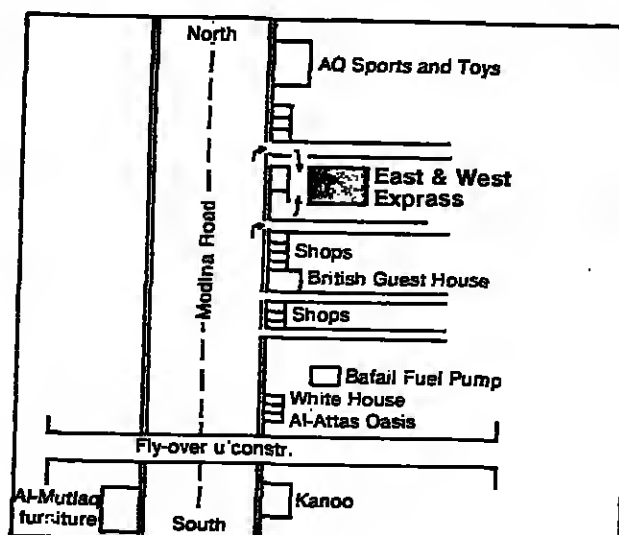 North
AQ Sports and Toys
East & West
Exprass
Modina Road
Shops
British Guest House
Shops
Bafail Fuel Pump
White House
Al-Attas Oasis
Fly-over u'constr.
Al-Mutlaq
furniture
Kanoo
South